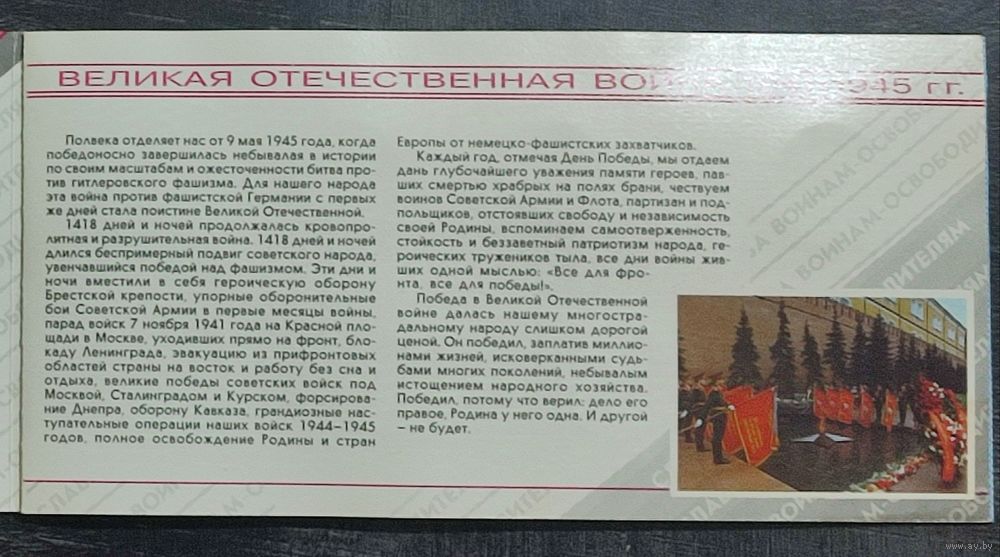 ВЕЛИКАЯ ОТЕЧЕСТВЕННАЯ 945 гг.
Полвека отделяет нас от 9 мая 1945 года, когда
победоносно завершилась небывалая в истории
по своим масштабам и ожесточенности битва про-
тив гитлеровского фашизма. Для нашего народа
эта война против фашистской Германии с первых
же дней стала поистине Великой Отечественной.
1418 дней и ночей продолжалась кровопро-
литная и разрушительная война. 1418 дней и ночей
длился беспримерный подвиг советского народа,
увенчавшийся победой над фашизмом. Эти дни и
ночи вместили в себя героическую оборону
Брестской крепости, упорные оборонительные
бои Советской Армии в первые месяцы войны,
парад войск 7 ноября 1941 года на Красной пло-
щади в Москве, уходивших прямо на фронт, бло-
каду Ленинграда, эвакуацию из прифронтовых
областей страны на восток и работу без сна и
отдыха, великие победы советских войск под
Москвой, Сталинградом и Курском, форсирова-
ние Днепра, оборону Кавказа, грандиозные нас-
тупательные операции наших войск 1944–1945
годов, полное освобождение Родины и стран
Европы от немецко-фашистских захватчиков.
Каждый год, отмечая День Победы, мы отдаем
дань глубочайшего уважения памяти героев, пав-
ших смертью храбрых на полях брани, чествуем
воинов Советской Армии и Флота, партизан и под-
польщиков, отстоявших свободу и независимость
своей Родины, вспоминаем самоотверженность,
стойкость и беззаветный патриотизм народа, ге-
роических тружеников тыла, все дни войны жив-
ших одной мыслью: «Все для фро-
нта, все для победы!».
Победа в Великой Отечественной
войне далась нашему многостра-
дальному народу слишком дорогой
ценой. Он победил, заплатив миллио-
нами жизней, исковерканными судь-
бами многих поколений, небывалым
истощением народного хозяйства.
Победил, потому что верил: дело его
правое, Родина у него одна. И другой
– не будет.
www.ay.by